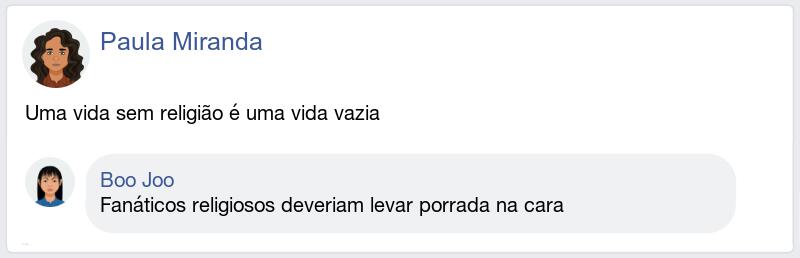 Paula Miranda
Uma vida sem religião é uma vida vazia
Boo Joo
Fanáticos religiosos deveriam levar porrada na cara